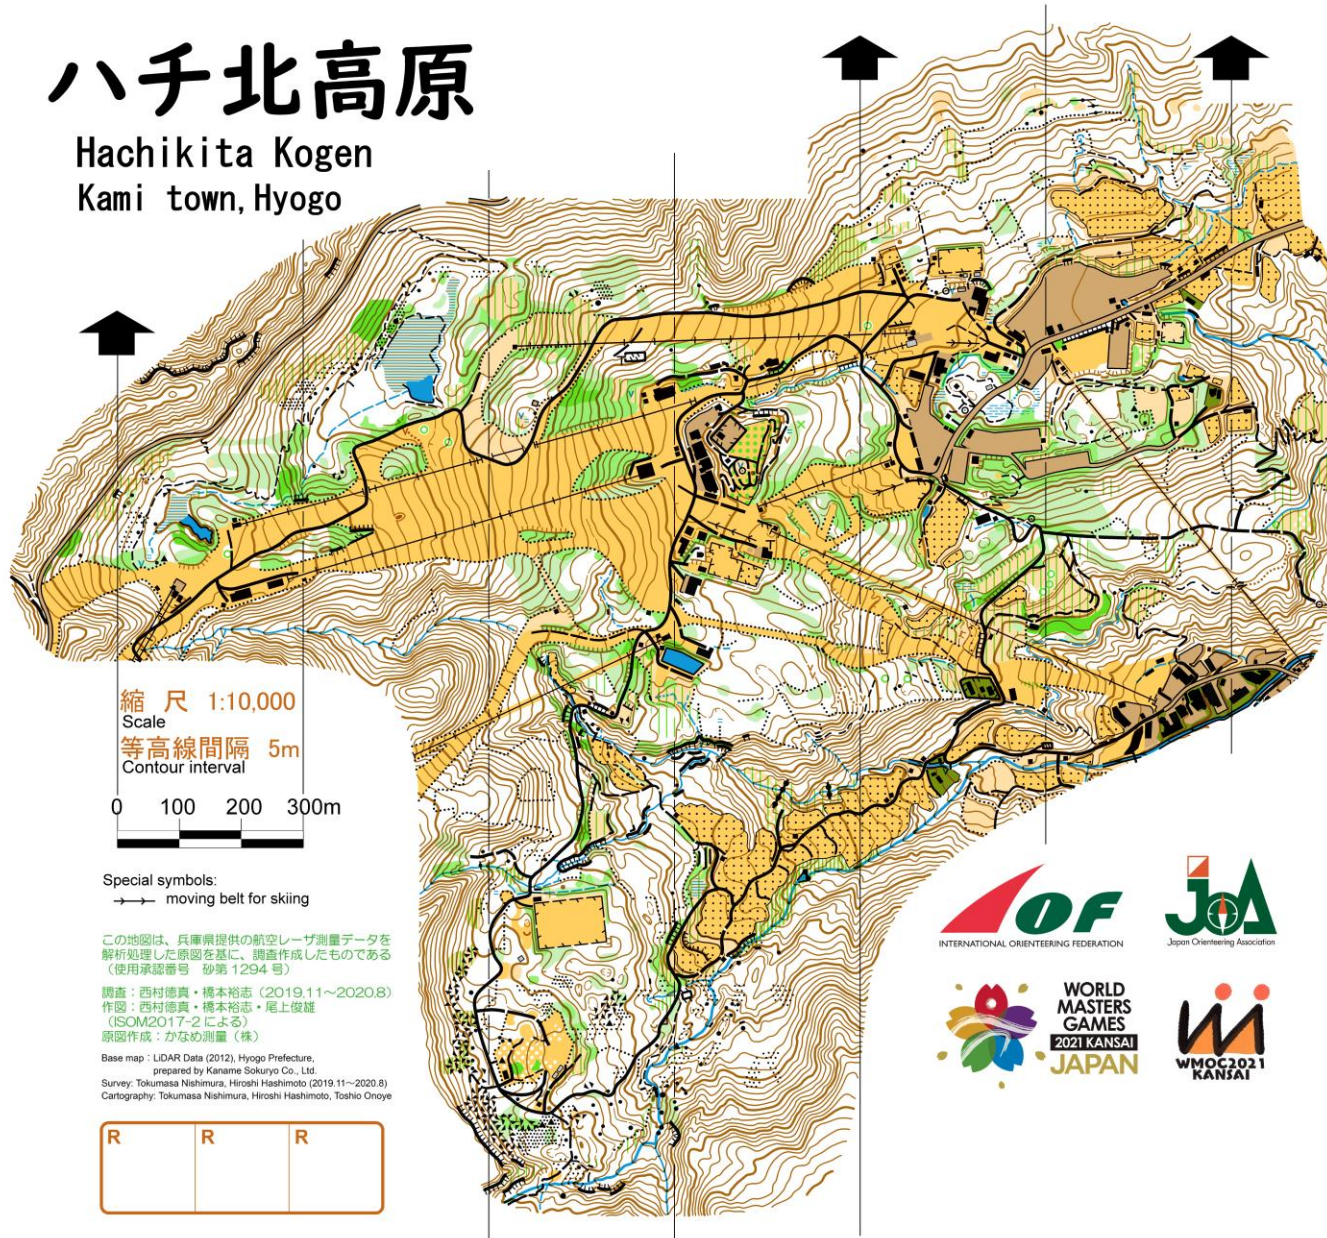 ハチ北高原
Hachikita Kogen
Kami town, Hyogo
縮 尺 1:10,000
Scale
等高線間隔 5m
Contour interval
0 100 200 300m
Special symbols:
moving belt for skiing
この地図は、兵庫県提供の航空レーザ測量データを
解析処理した原図を基に、調査作成したものである
（使用承認番号 砂第1294号）
調査：西村徳真・橋本裕志（2019.11～2020.8）
作図：西村徳真・橋本裕志・尾上俊雄
（ISOM2017-2による）
原図作成：かなめ測量（株）
Base map : LiDAR Data (2012), Hyogo Prefecture,
prepared by Kaname Sokuryo Co., Ltd.
Survey: Tokumasa Nishimura, Hiroshi Hashimoto (2019.11～2020.8)
Cartography: Tokumasa Nishimura, Hiroshi Hashimoto, Toshio Onoye
R R R
IOF
INTERNATIONAL ORIENTEERING FEDERATION
JOA
Japan Orienteering Association
WORLD
MASTERS
GAMES
2021 KANSAI
JAPAN
WMOC2021
KANSAI